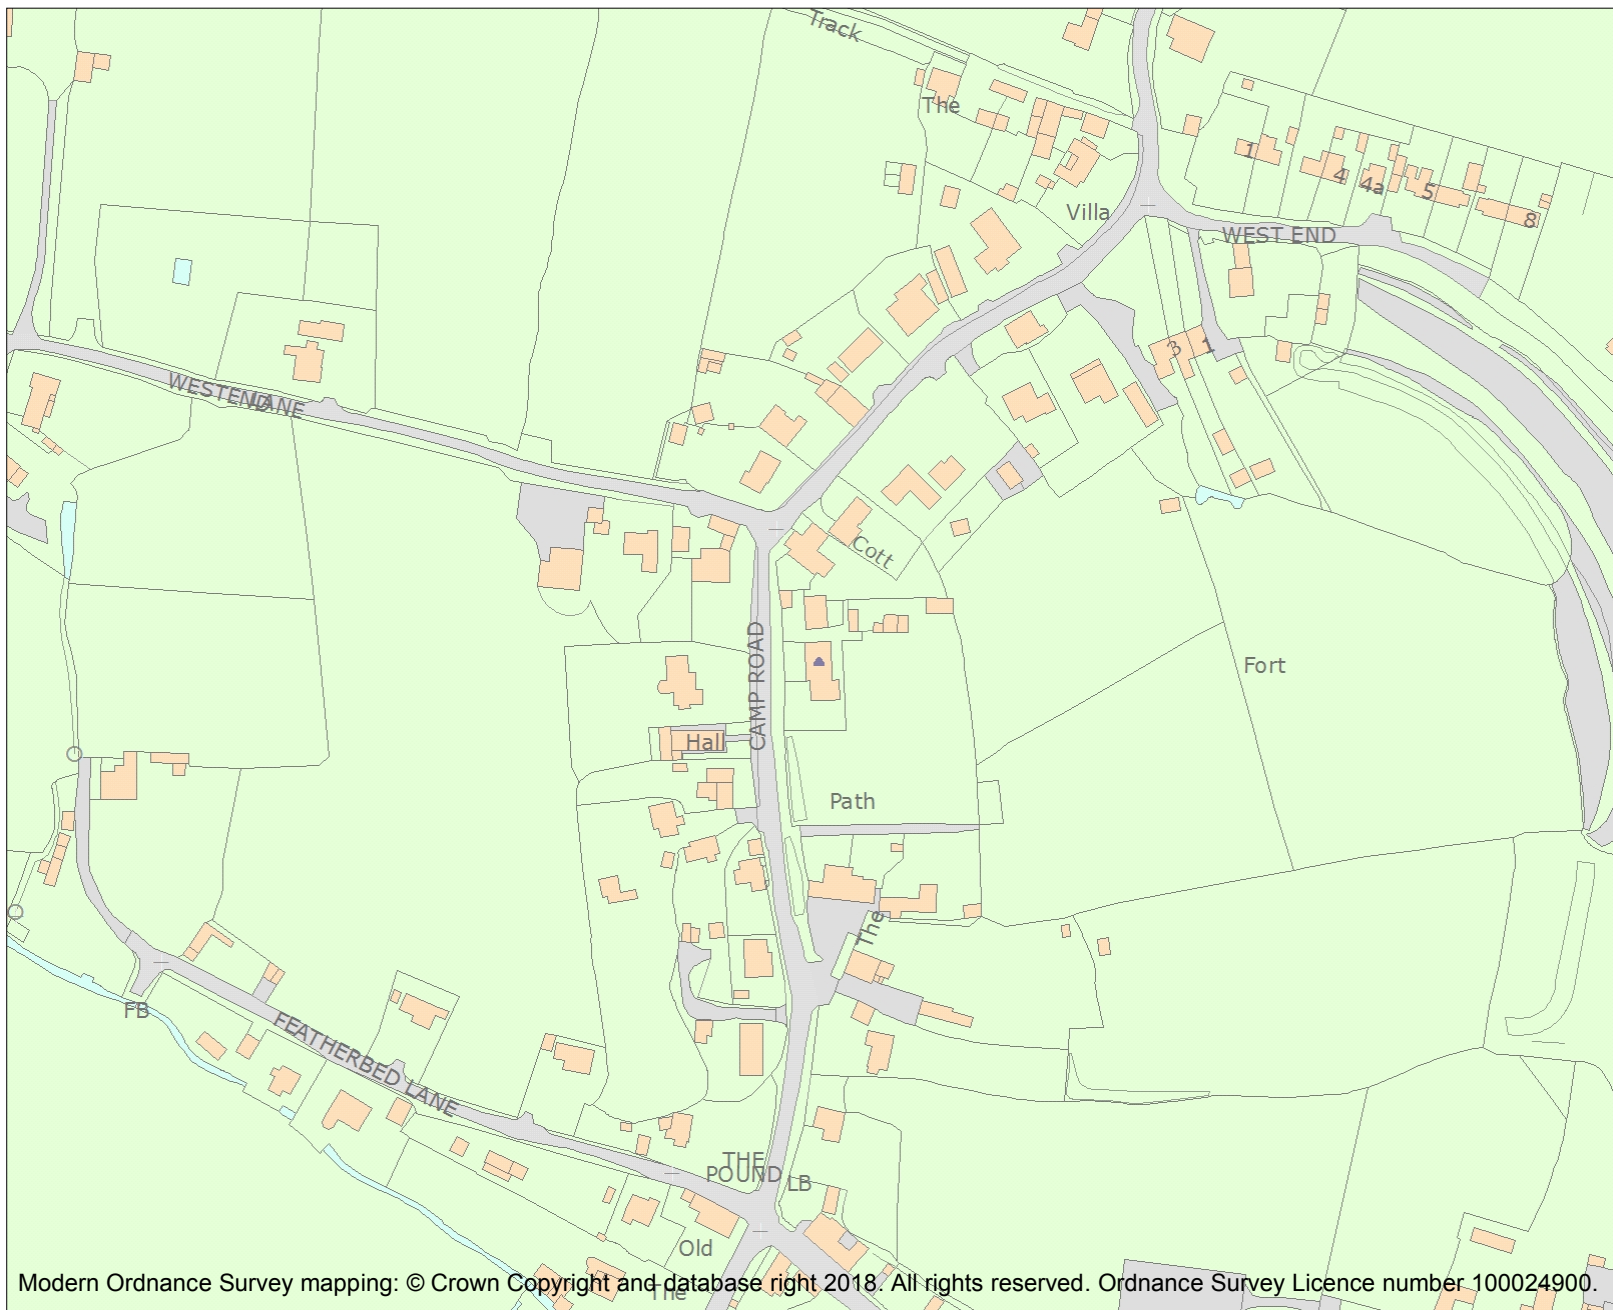 Track
The
1
4
4a
5
8
Villa
WEST END
3
1
WESTEND
LANE
Cott
CAMP ROAD
Fort
Hall
Path
The
FB
FEATHERBED LANE
THE
POUND
LB
Old
The
Modern Ordnance Survey mapping: © Crown Copyright and database right 2018. All rights reserved. Ordnance Survey Licence number 100024900.